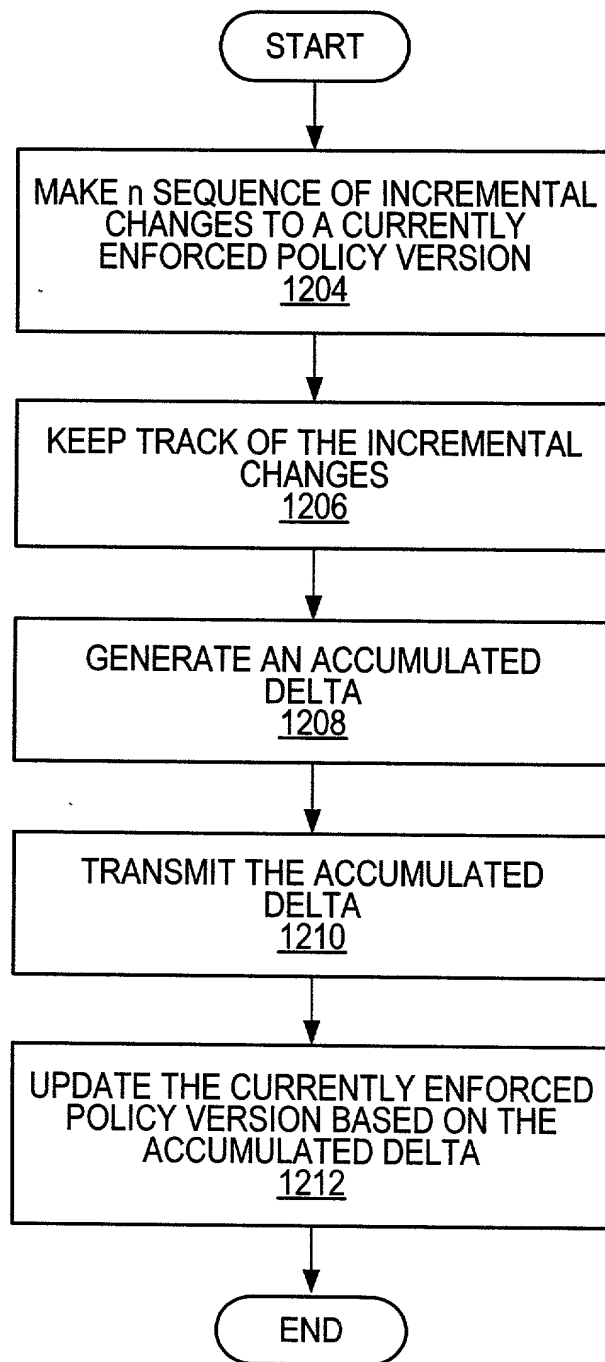 START
MAKE n SEQUENCE OF INCREMENTAL
CHANGES TO A CURRENTLY
ENFORCED POLICY VERSION
1204
KEEP TRACK OF THE INCREMENTAL
CHANGES
1206
GENERATE AN ACCUMULATED
DELTA
1208
TRANSMIT THE ACCUMULATED
DELTA
1210
UPDATE THE CURRENTLY ENFORCED
POLICY VERSION BASED ON THE
ACCUMULATED DELTA
1212
END